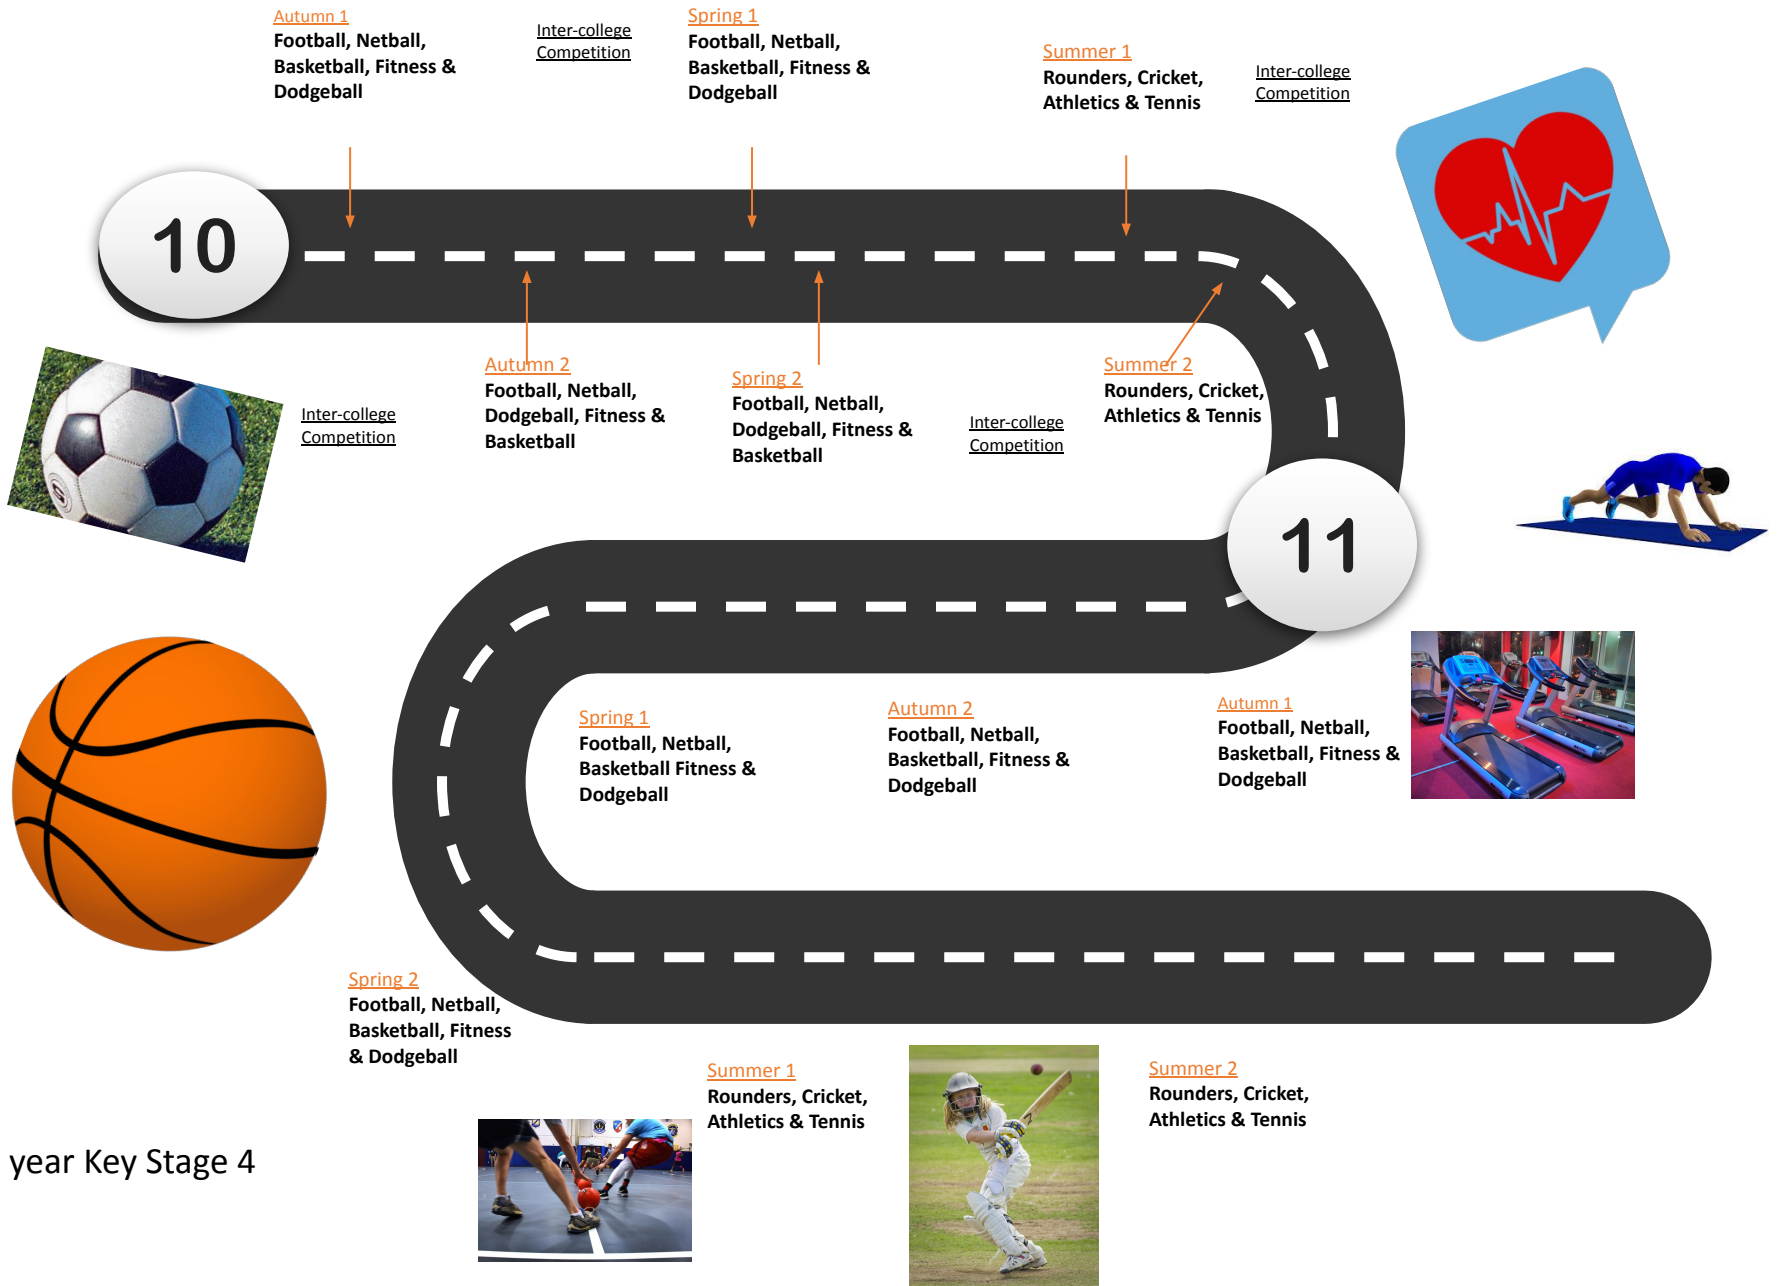 Autumn 1
Football, Netball,
Basketball, Fitness &
Dodgeball
Inter-college
Competition
Spring 1
Football, Netball,
Basketball, Fitness &
Dodgeball
Summer 1
Rounders, Cricket,
Athletics & Tennis
Inter-college
Competition
10
Inter-college
Competition
Autumn 2
Football, Netball,
Dodgeball, Fitness &
Basketball
Spring 2
Football, Netball,
Dodgeball, Fitness &
Basketball
Inter-college
Competition
Summer 2
Rounders, Cricket,
Athletics & Tennis
11
Autumn 1
Football, Netball,
Basketball, Fitness &
Dodgeball
Autumn 2
Football, Netball,
Basketball, Fitness &
Dodgeball
Spring 1
Football, Netball,
Basketball Fitness &
Dodgeball
Spring 2
Football, Netball,
Basketball, Fitness
& Dodgeball
Summer 1
Rounders, Cricket,
Athletics & Tennis
Summer 2
Rounders, Cricket,
Athletics & Tennis
year Key Stage 4